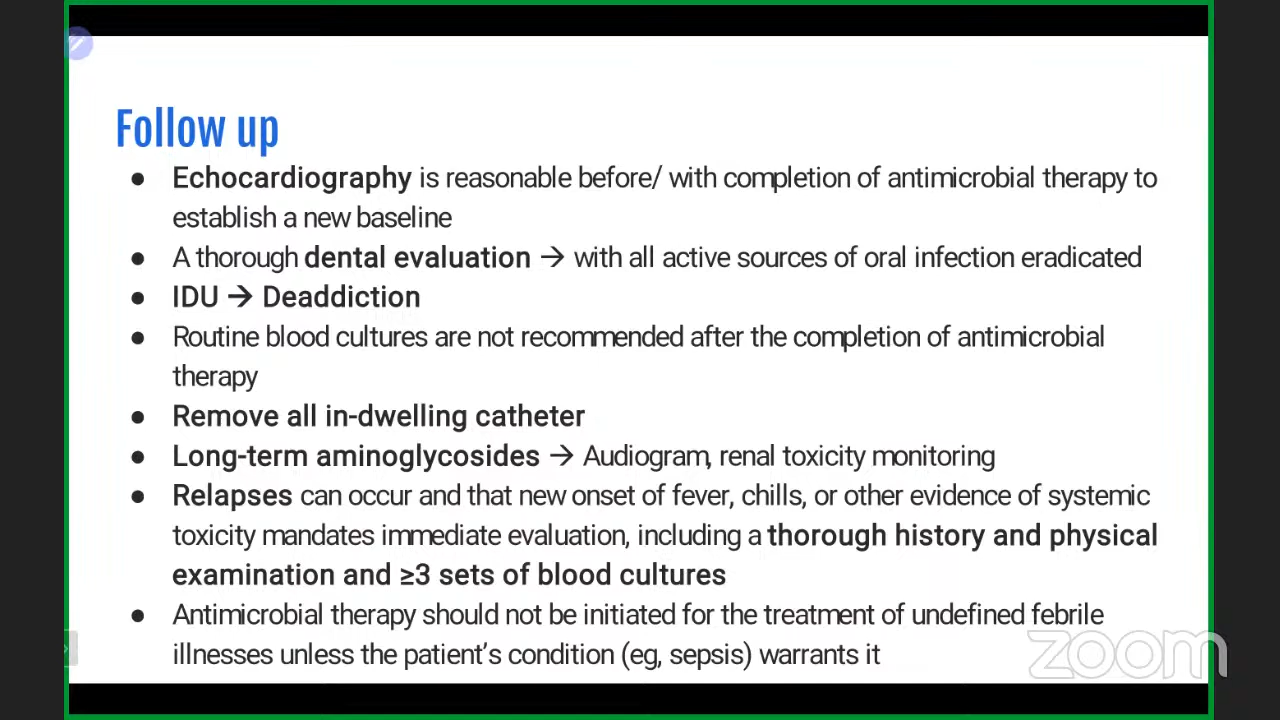 Follow up
● Echocardiography is reasonable before/ with completion of antimicrobial therapy to
establish a new baseline
● A thorough dental evaluation → with all active sources of oral infection eradicated
● IDU → Deaddiction
● Routine blood cultures are not recommended after the completion of antimicrobial
therapy
● Remove all in-dwelling catheter
● Long-term aminoglycosides → Audiogram, renal toxicity monitoring
● Relapses can occur and that new onset of fever, chills, or other evidence of systemic
toxicity mandates immediate evaluation, including a thorough history and physical
examination and ≥3 sets of blood cultures
● Antimicrobial therapy should not be initiated for the treatment of undefined febrile
illnesses unless the patient's condition (eg, sepsis) warrants it
zoom